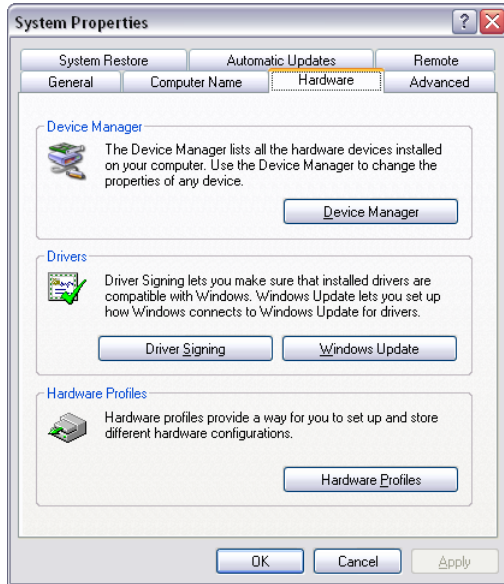 System Properties
System Restore Automatic Updates Remote
General Computer Name Hardware Advanced
Device Manager
The Device Manager lists all the hardware devices installed
on your computer. Use the Device Manager to change the
properties of any device.
Device Manager
Drivers
Driver Signing lets you make sure that installed drivers are
compatible with Windows. Windows Update lets you set up
how Windows connects to Windows Update for drivers.
Driver Signing Windows Update
Hardware Profiles
Hardware profiles provide a way for you to set up and store
different hardware configurations.
Hardware Profiles
OK Cancel Apply